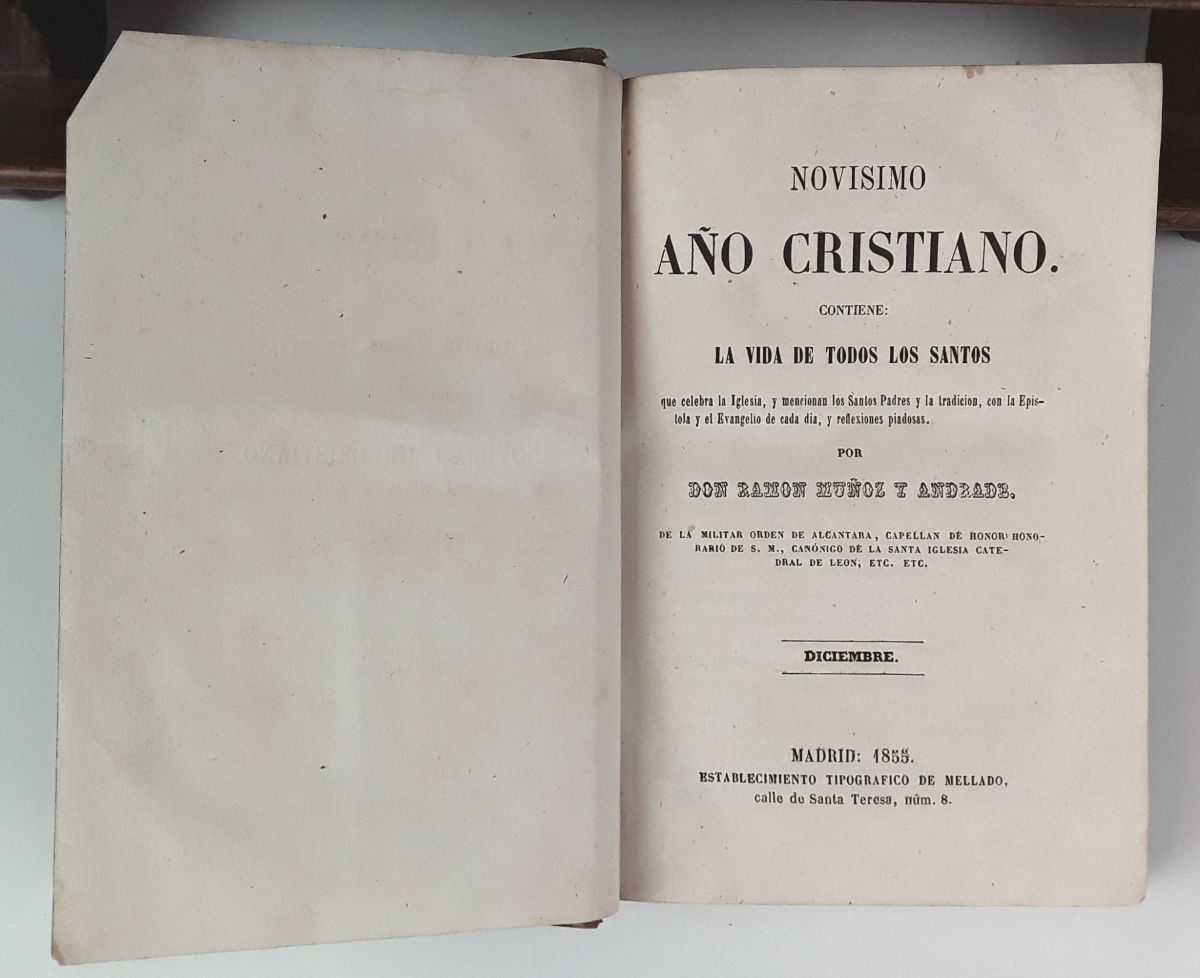 NOVISIMO
AÑO CRISTIANO.
CONTIENE:
LA VIDA DE TODOS LOS SANTOS
que celebra la Iglesia, y mencionan los Santos Padres y la tradicion, con la Epis-
tola y el Evangelio de cada dia, y reflexiones piadosas.
POR
DON RAMON MUÑOZ Y ANDRADE,
DE LA MILITAR ORDEN DE ALCANTARA, CAPELLAN DE HONOR HONO-
RARIO DE S. M., CANÓNIGO DE LA SANTA IGLESIA CATE-
DRAL DE LEON, ETC. ETC.
DICIEMBRE.
MADRID: 1855.
ESTABLECIMIENTO TIPOGRAFICO DE MELLADO,
calle de Santa Teresa, núm. 8.